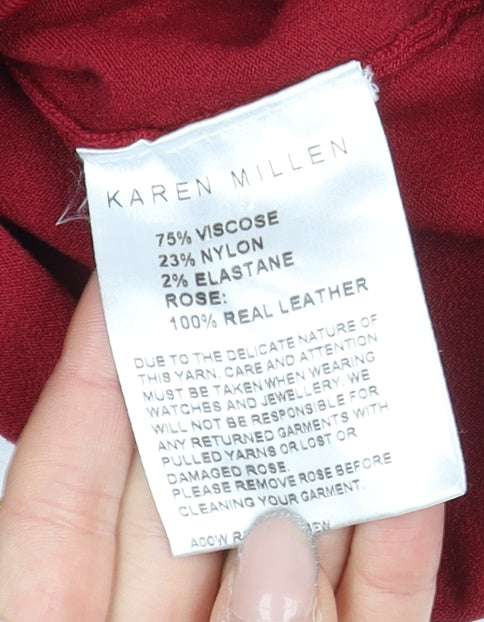 KAREN MILLEN
75% VISCOSE
23% NYLON
2% ELASTANE
ROSE:
100% REAL LEATHER
DUE TO THE DELICATE NATURE OF
THIS YARN, CARE AND ATTENTION
MUST BE TAKEN WHEN WEARING
WATCHES AND JEWELLERY. WE
WILL NOT BE RESPONSIBLE FOR
ANY RETURNED GARMENTS WITH
PULLED YARNS OR LOST OR
DAMAGED ROSE.
PLEASE REMOVE ROSE BEFORE
CLEANING YOUR GARMENT.